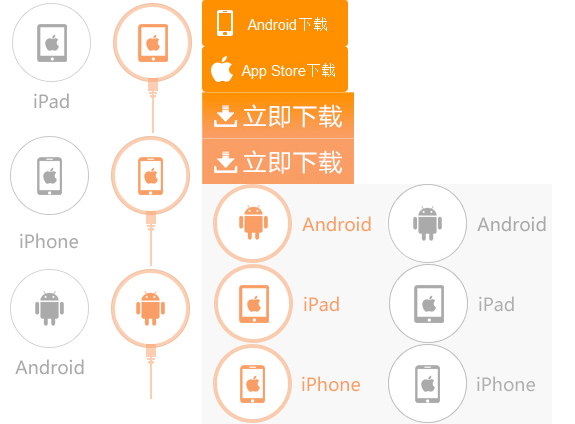 iPad
iPhone
Android
Android下载
App Store下载
立即下载
立即下载
Android
Android
iPad
iPad
iPhone
iPhone